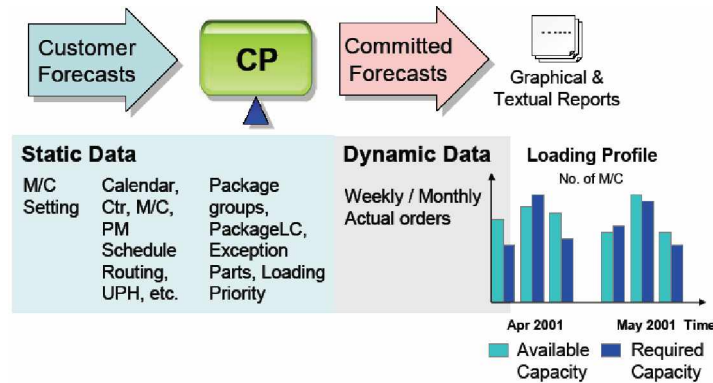 Customer
Forecasts
CP
Committed
Forecasts
Graphical &
Textual Reports
Static Data
M/C
Setting
Calendar,
Ctr, M/C,
PM
Schedule
Routing,
UPH, etc.
Package
groups,
PackageLC,
Exception
Parts, Loading
Priority
Dynamic Data
Weekly / Monthly
Actual orders
Loading Profile
No. of M/C
Apr 2001
May 2001
Time
Available
Capacity
Required
Capacity